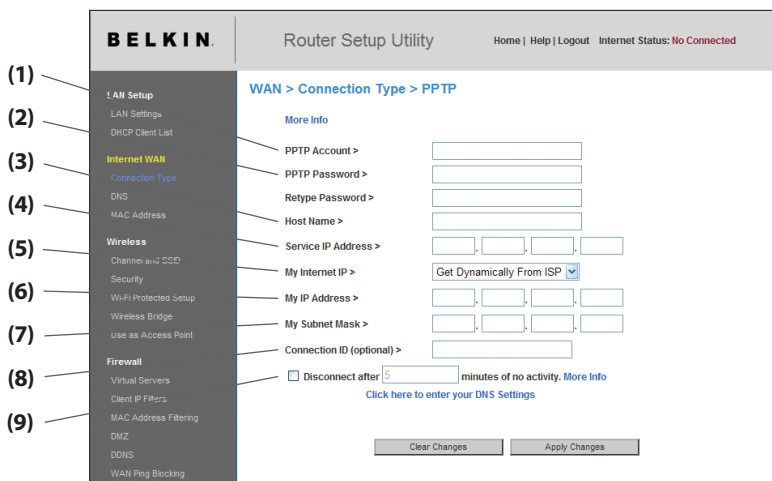 BELKIN.
Router Setup Utility
Home | Help | Logout Internet Status: No Connected
(1)
(2)
(3)
(4)
(5)
(6)
(7)
(8)
(9)
LAN Setup
LAN Settings
DHCP Client List
Internet WAN
Connection Type
DNS
MAC Address
Wireless
Channel and SSID
Security
Wi-Fi Protected Setup
Wireless Bridge
Use as Access Point
Firewall
Virtual Servers
Client IP Filters
MAC Address Filtering
DMZ
DDNS
WAN Ping Blocking
WAN > Connection Type > PPTP
More Info
PPTP Account >
PPTP Password >
Retype Password >
Host Name >
Service IP Address > . . .
My Internet IP > Get Dynamically From ISP
My IP Address > . . .
My Subnet Mask > . . .
Connection ID (optional) >
Disconnect after 5 minutes of no activity. More Info
Click here to enter your DNS Settings
Clear Changes Apply Changes